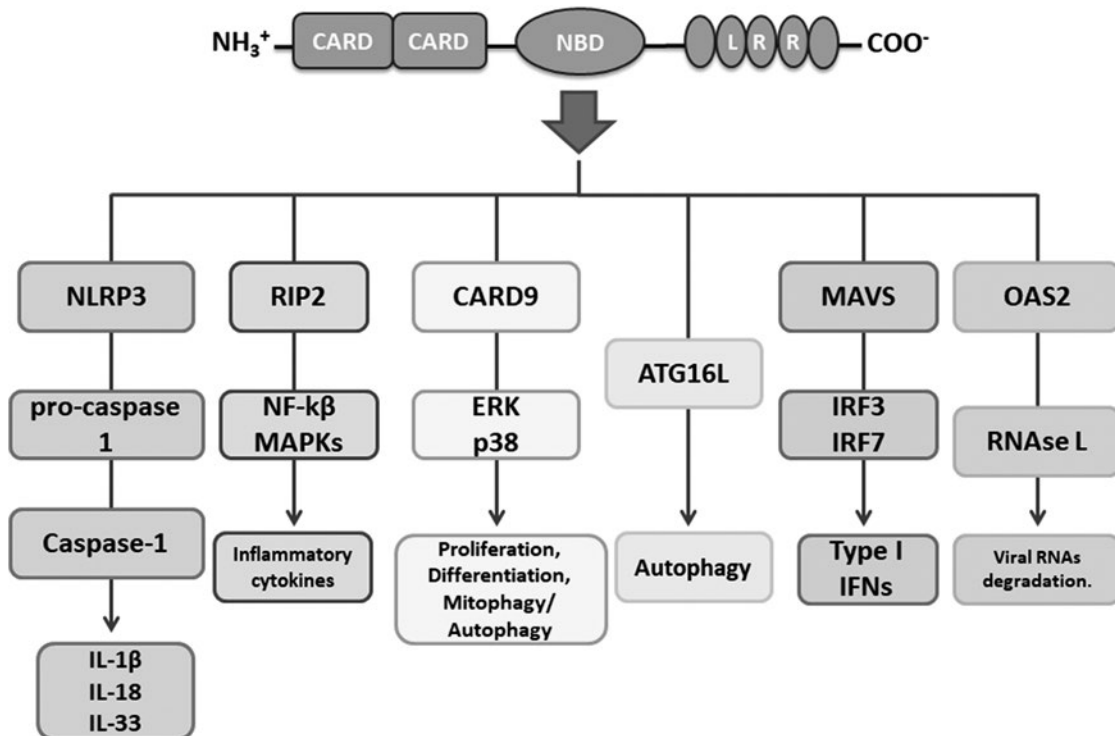 NH₃⁺ CARD CARD NBD L R R COO⁻
NLRP3
RIP2
CARD9
MAVS
OAS2
ATG16L
pro-caspase
1
NF-kβ
MAPKs
ERK
p38
IRF3
IRF7
RNAse L
Caspase-1
Inflammatory
cytokines
Proliferation,
Differentiation,
Mitophagy/
Autophagy
Autophagy
Type I
IFNs
Viral RNAs
degradation.
IL-1β
IL-18
IL-33